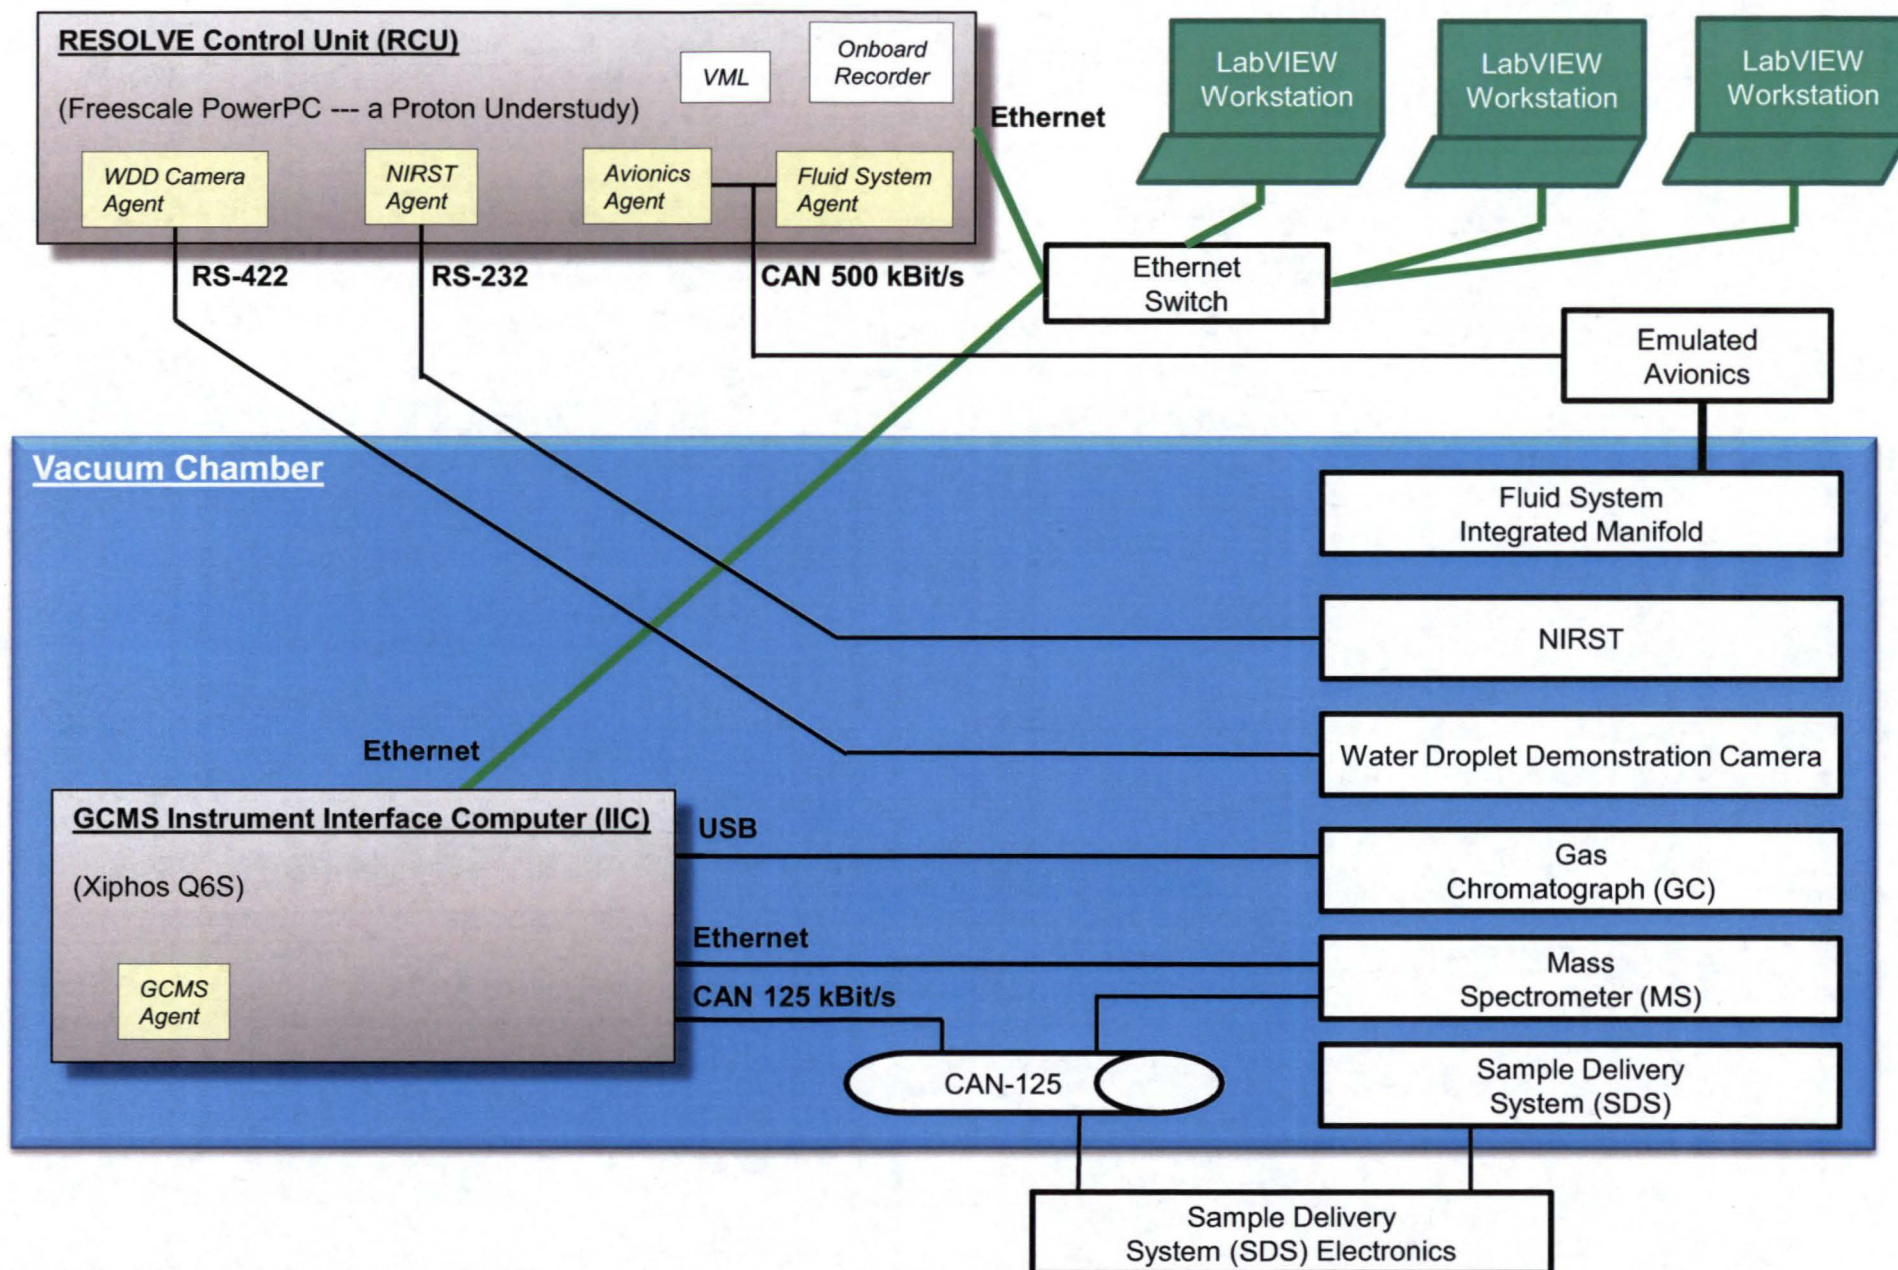 RESOLVE Control Unit (RCU)
(Freescale PowerPC --- a Proton Understudy)
VML
Onboard
Recorder
WDD Camera
Agent
NIRST
Agent
Avionics
Agent
Fluid System
Agent
RS-422
RS-232
CAN 500 kBit/s
Ethernet
LabVIEW
Workstation
LabVIEW
Workstation
LabVIEW
Workstation
Ethernet
Switch
Emulated
Avionics
Vacuum Chamber
Fluid System
Integrated Manifold
NIRST
Water Droplet Demonstration Camera
Ethernet
GCMS Instrument Interface Computer (IIC)
(Xiphos Q6S)
GCMS
Agent
USB
Ethernet
CAN 125 kBit/s
Gas
Chromatograph (GC)
Mass
Spectrometer (MS)
CAN-125
Sample Delivery
System (SDS)
Sample Delivery
System (SDS) Electronics